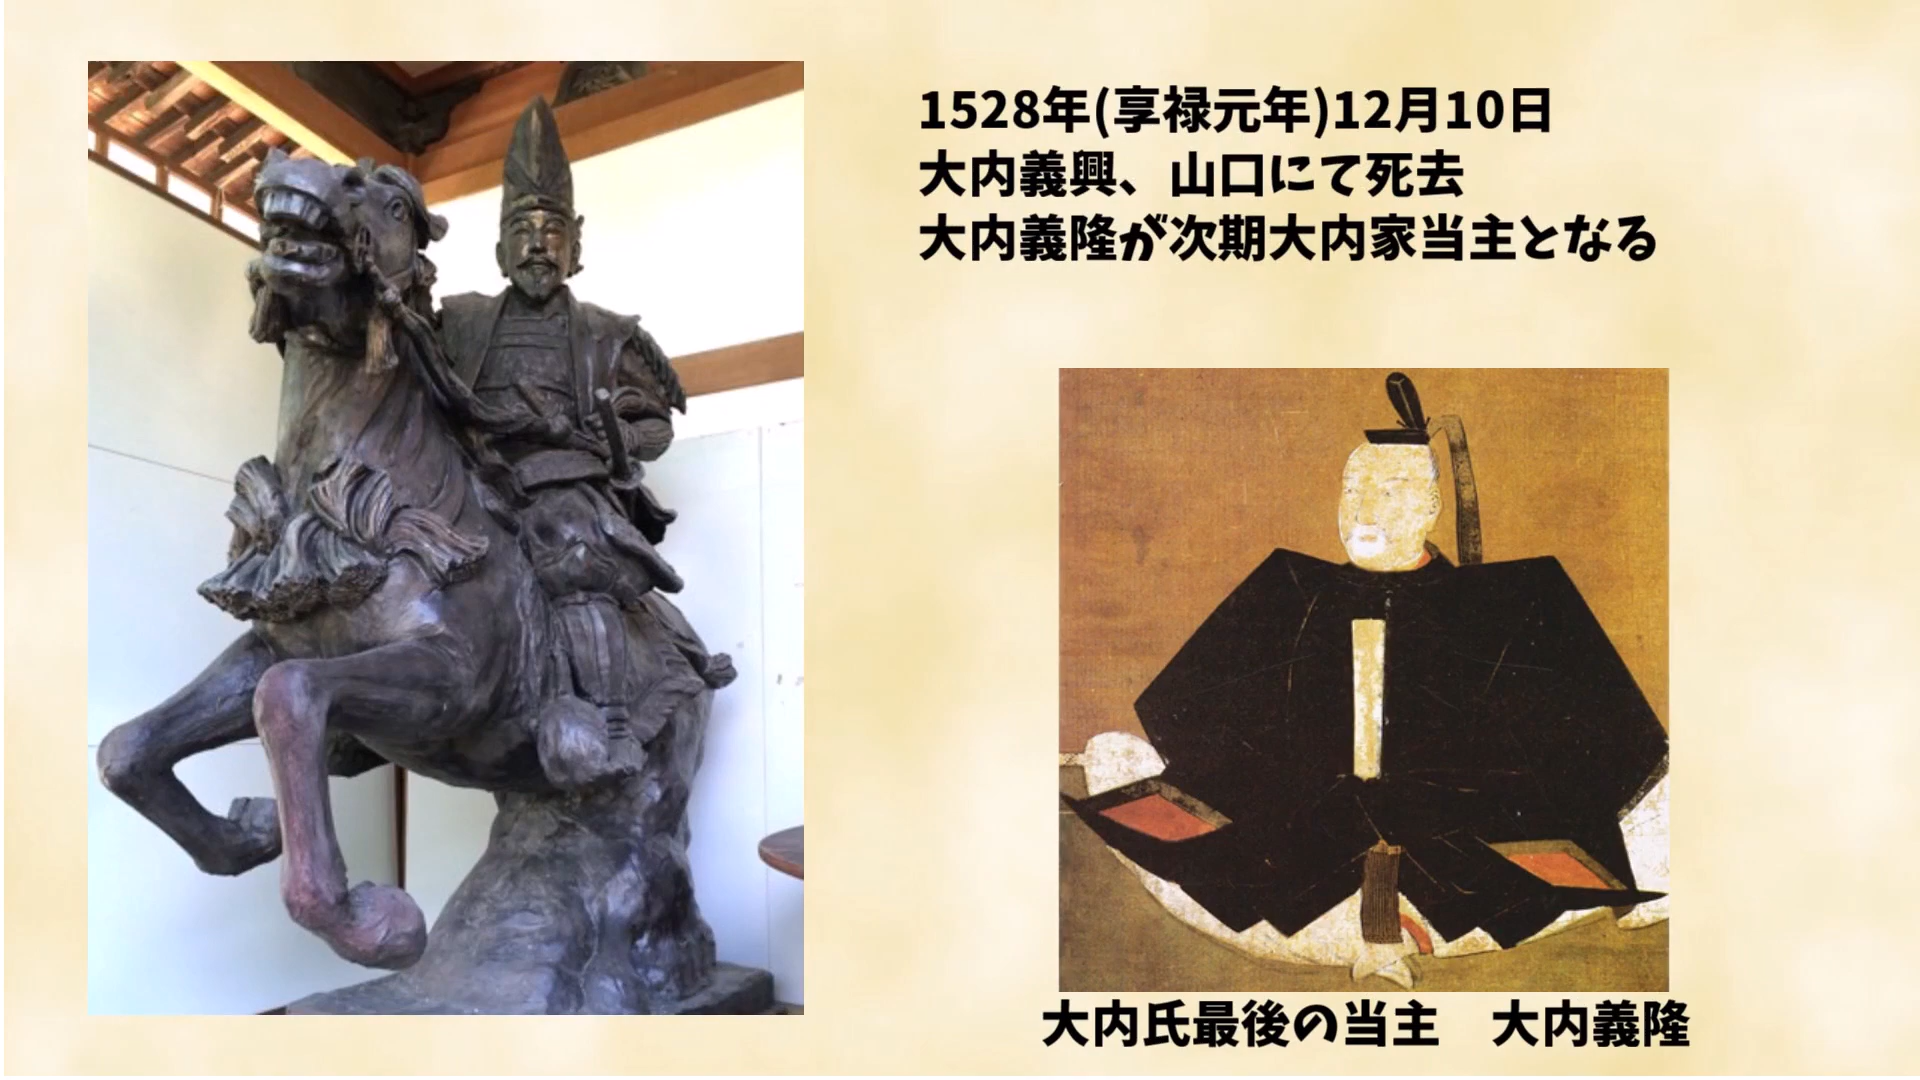 1528年(享禄元年)12月10日
大内義興、山口にて死去
大内義隆が次期大内家当主となる
大内氏最後の当主　大内義隆